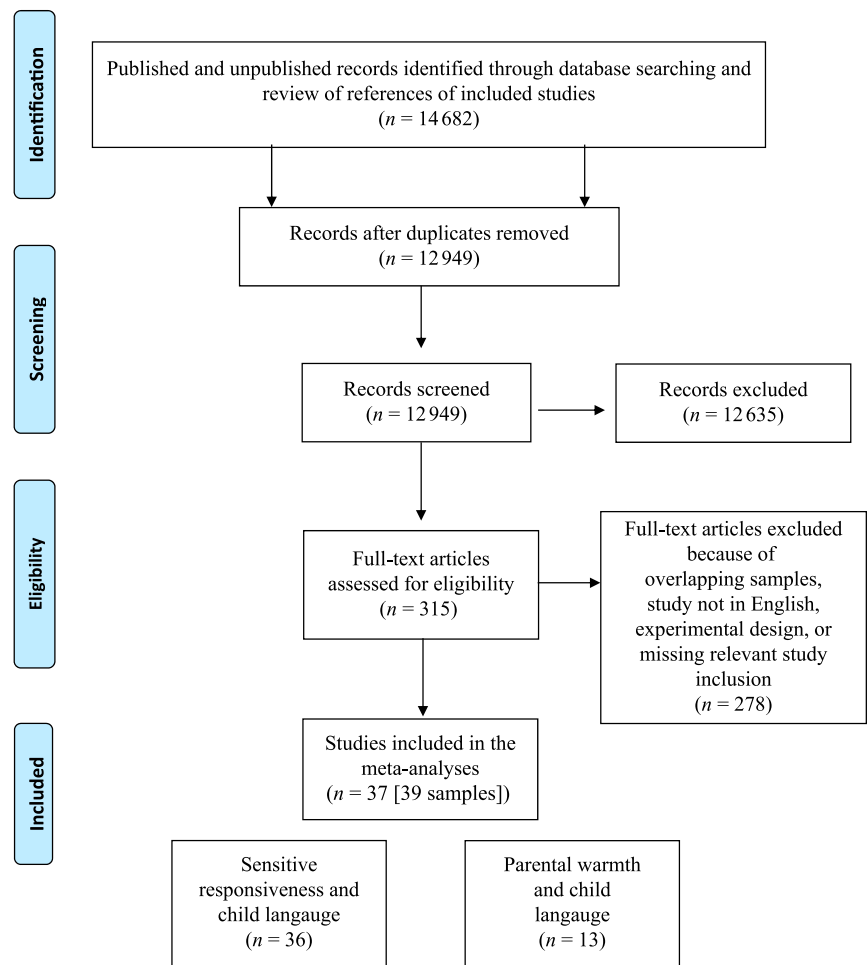 Identification
Published and unpublished records identified through database searching and
review of references of included studies
(n = 14 682)
Records after duplicates removed
(n = 12 949)
Screening
Records screened
(n = 12 949)
Records excluded
(n = 12 635)
Eligibility
Full-text articles
assessed for eligibility
(n = 315)
Full-text articles excluded
because of
overlapping samples,
study not in English,
experimental design, or
missing relevant study
inclusion
(n = 278)
Included
Studies included in the
meta-analyses
(n = 37 [39 samples])
Sensitive
responsiveness and
child langauge
(n = 36)
Parental warmth
and child
langauge
(n = 13)